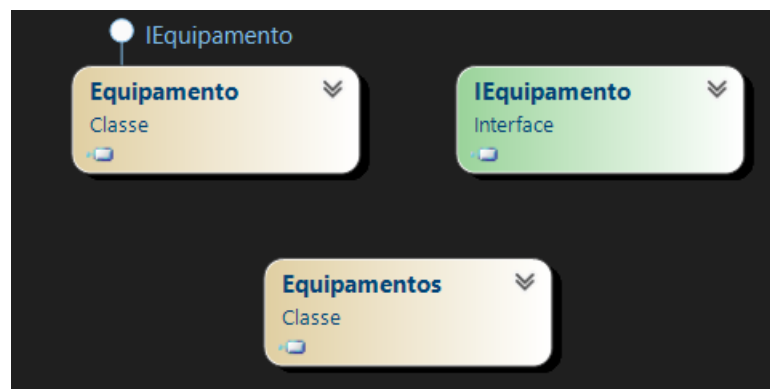 IEquipamento
Equipamento
Classe
IEquipamento
Interface
Equipamentos
Classe